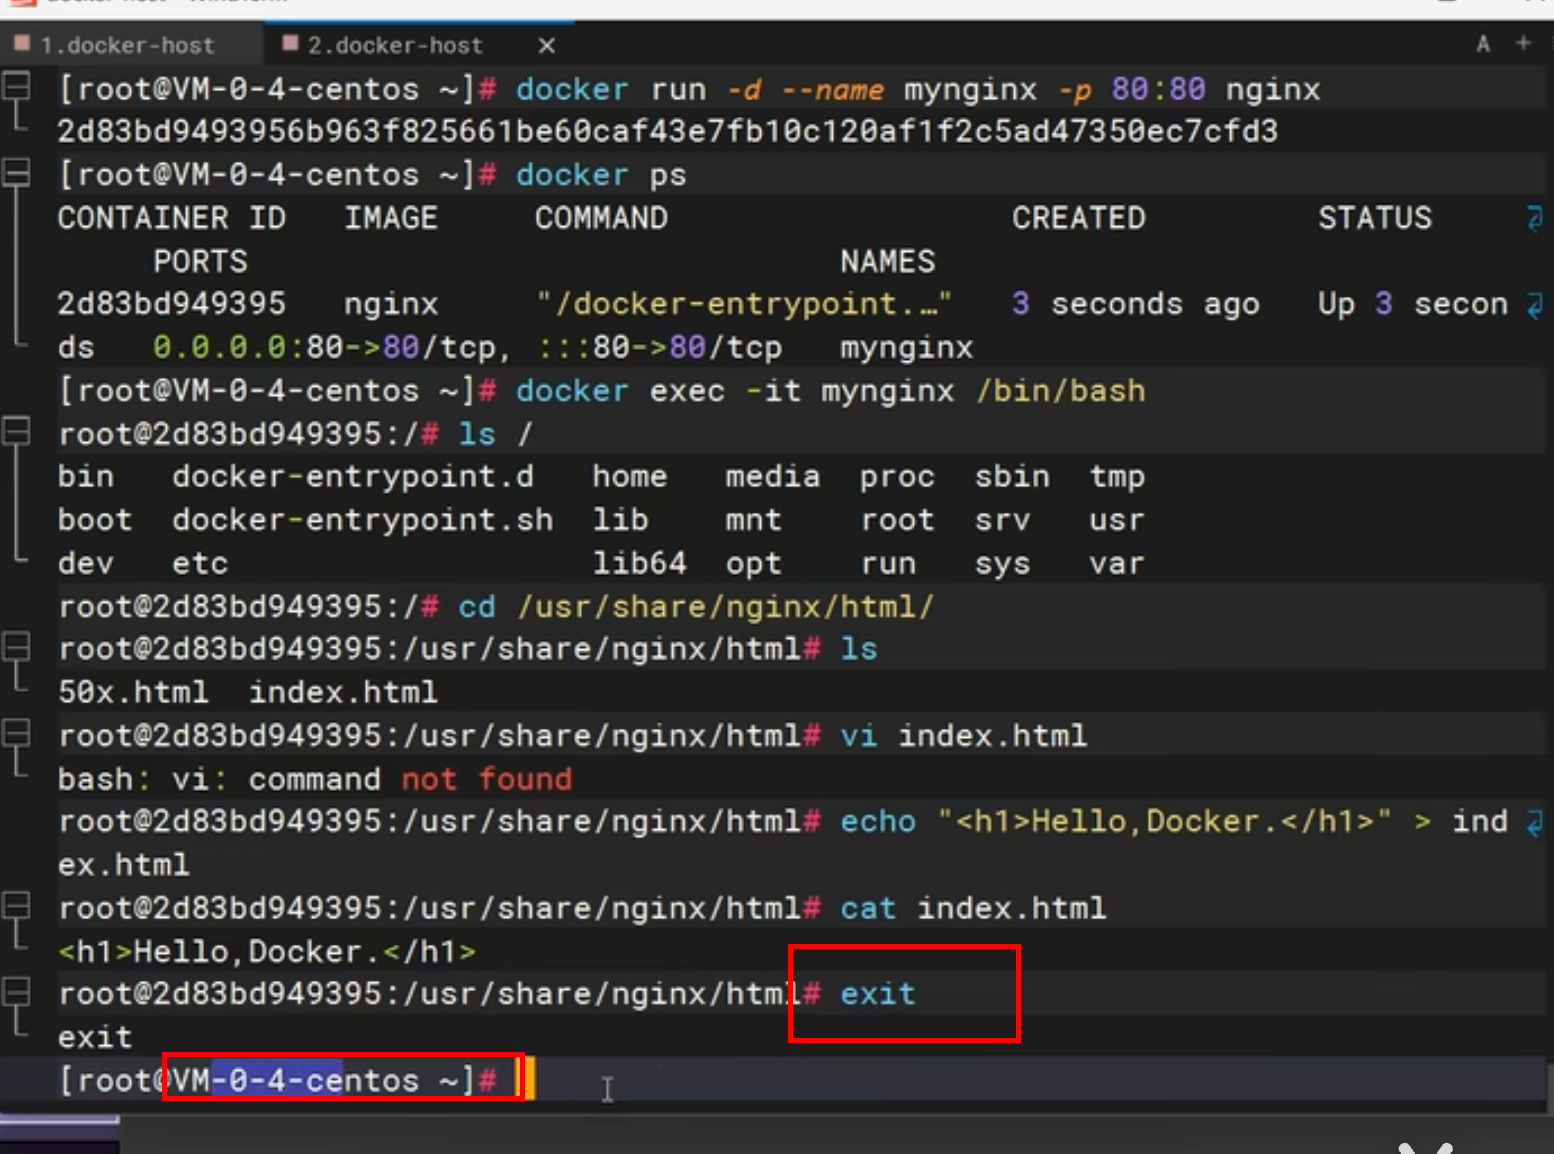 1.docker-host
2.docker-host
A +
[root@VM-0-4-centos ~]# docker run -d --name mynginx -p 80:80 nginx
2d83bd9493956b963f825661be60caf43e7fb10c120af1f2c5ad47350ec7cfd3
[root@VM-0-4-centos ~]# docker ps
CONTAINER ID   IMAGE     COMMAND                  CREATED         STATUS
     PORTS                               NAMES
2d83bd949395   nginx     "/docker-entrypoint.…"   3 seconds ago   Up 3 secon
ds   0.0.0.0:80->80/tcp, :::80->80/tcp   mynginx
[root@VM-0-4-centos ~]# docker exec -it mynginx /bin/bash
root@2d83bd949395:/# ls /
bin   docker-entrypoint.d   home   media  proc  sbin  tmp
boot  docker-entrypoint.sh  lib    mnt    root  srv   usr
dev   etc                   lib64  opt    run   sys   var
root@2d83bd949395:/# cd /usr/share/nginx/html/
root@2d83bd949395:/usr/share/nginx/html# ls
50x.html  index.html
root@2d83bd949395:/usr/share/nginx/html# vi index.html
bash: vi: command not found
root@2d83bd949395:/usr/share/nginx/html# echo "<h1>Hello,Docker.</h1>" > ind
ex.html
root@2d83bd949395:/usr/share/nginx/html# cat index.html
<h1>Hello,Docker.</h1>
root@2d83bd949395:/usr/share/nginx/html# exit
exit
[root@VM-0-4-centos ~]#